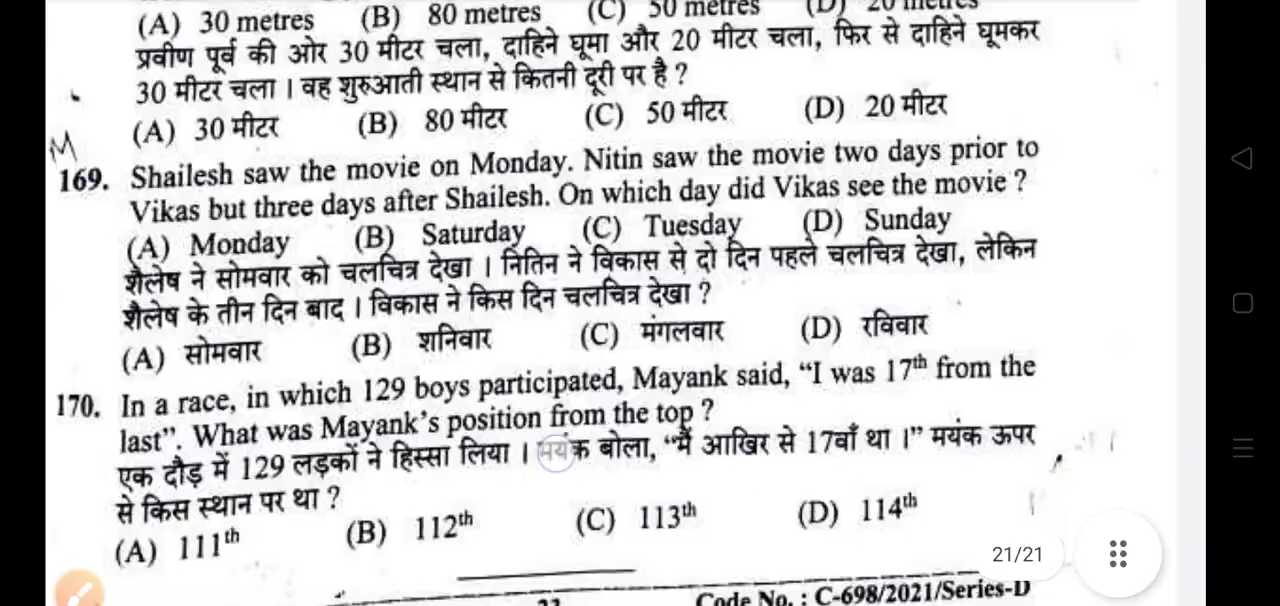 (A) 30 metres (B) 80 metres (C) 50 metres (D) 20 metres
प्रवीण पूर्व की ओर 30 मीटर चला, दाहिने घूमा और 20 मीटर चला, फिर से दाहिने घूमकर
30 मीटर चला । वह शुरुआती स्थान से कितनी दूरी पर है ?
(A) 30 मीटर (B) 80 मीटर (C) 50 मीटर (D) 20 मीटर
M
169. Shailesh saw the movie on Monday. Nitin saw the movie two days prior to
Vikas but three days after Shailesh. On which day did Vikas see the movie ?
(A) Monday (B) Saturday (C) Tuesday (D) Sunday
शैलेष ने सोमवार को चलचित्र देखा । नितिन ने विकास से दो दिन पहले चलचित्र देखा, लेकिन
शैलेष के तीन दिन बाद । विकास ने किस दिन चलचित्र देखा ?
(A) सोमवार (B) शनिवार (C) मंगलवार (D) रविवार
170. In a race, in which 129 boys participated, Mayank said, “I was 17th from the
last”. What was Mayank’s position from the top ?
एक दौड़ में 129 लड़कों ने हिस्सा लिया । मयंक बोला, “मैं आखिर से 17वाँ था ।” मयंक ऊपर
से किस स्थान पर था ?
(A) 111th (B) 112th (C) 113th (D) 114th
21/21
Code No. : C-698/2021/Series-D